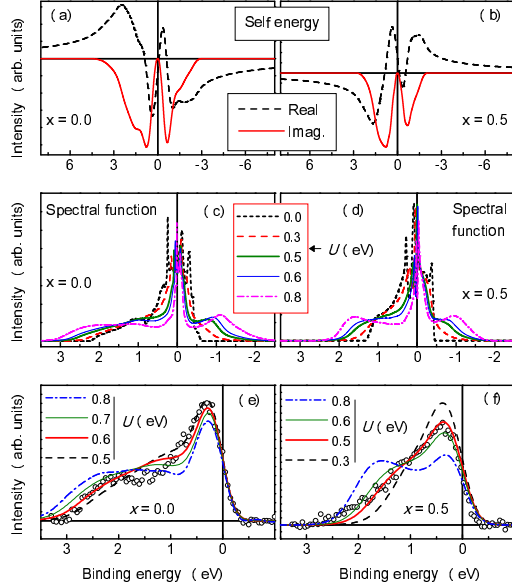 ( a )
Self energy
( b )
Intensity ( arb. units)
x = 0.0
Real
Imag.
x = 0.5
6 3 0 -3 -6
6 3 0 -3 -6
Spectral function
( c )
0.0
0.3
0.5
0.6
0.8
U ( eV)
( d )
Spectral
function
Intensity ( arb. units)
x = 0.0
x = 0.5
3 2 1 0 -1 -2
3 2 1 0 -1 -2
Intensity ( arb. units)
0.8
0.7
0.6
0.5
U ( eV)
( e )
x = 0.0
0.8
0.6
0.5
0.3
U ( eV)
( f )
x = 0.5
3 2 1 0
3 2 1 0
Binding energy ( eV)
Binding energy ( eV)